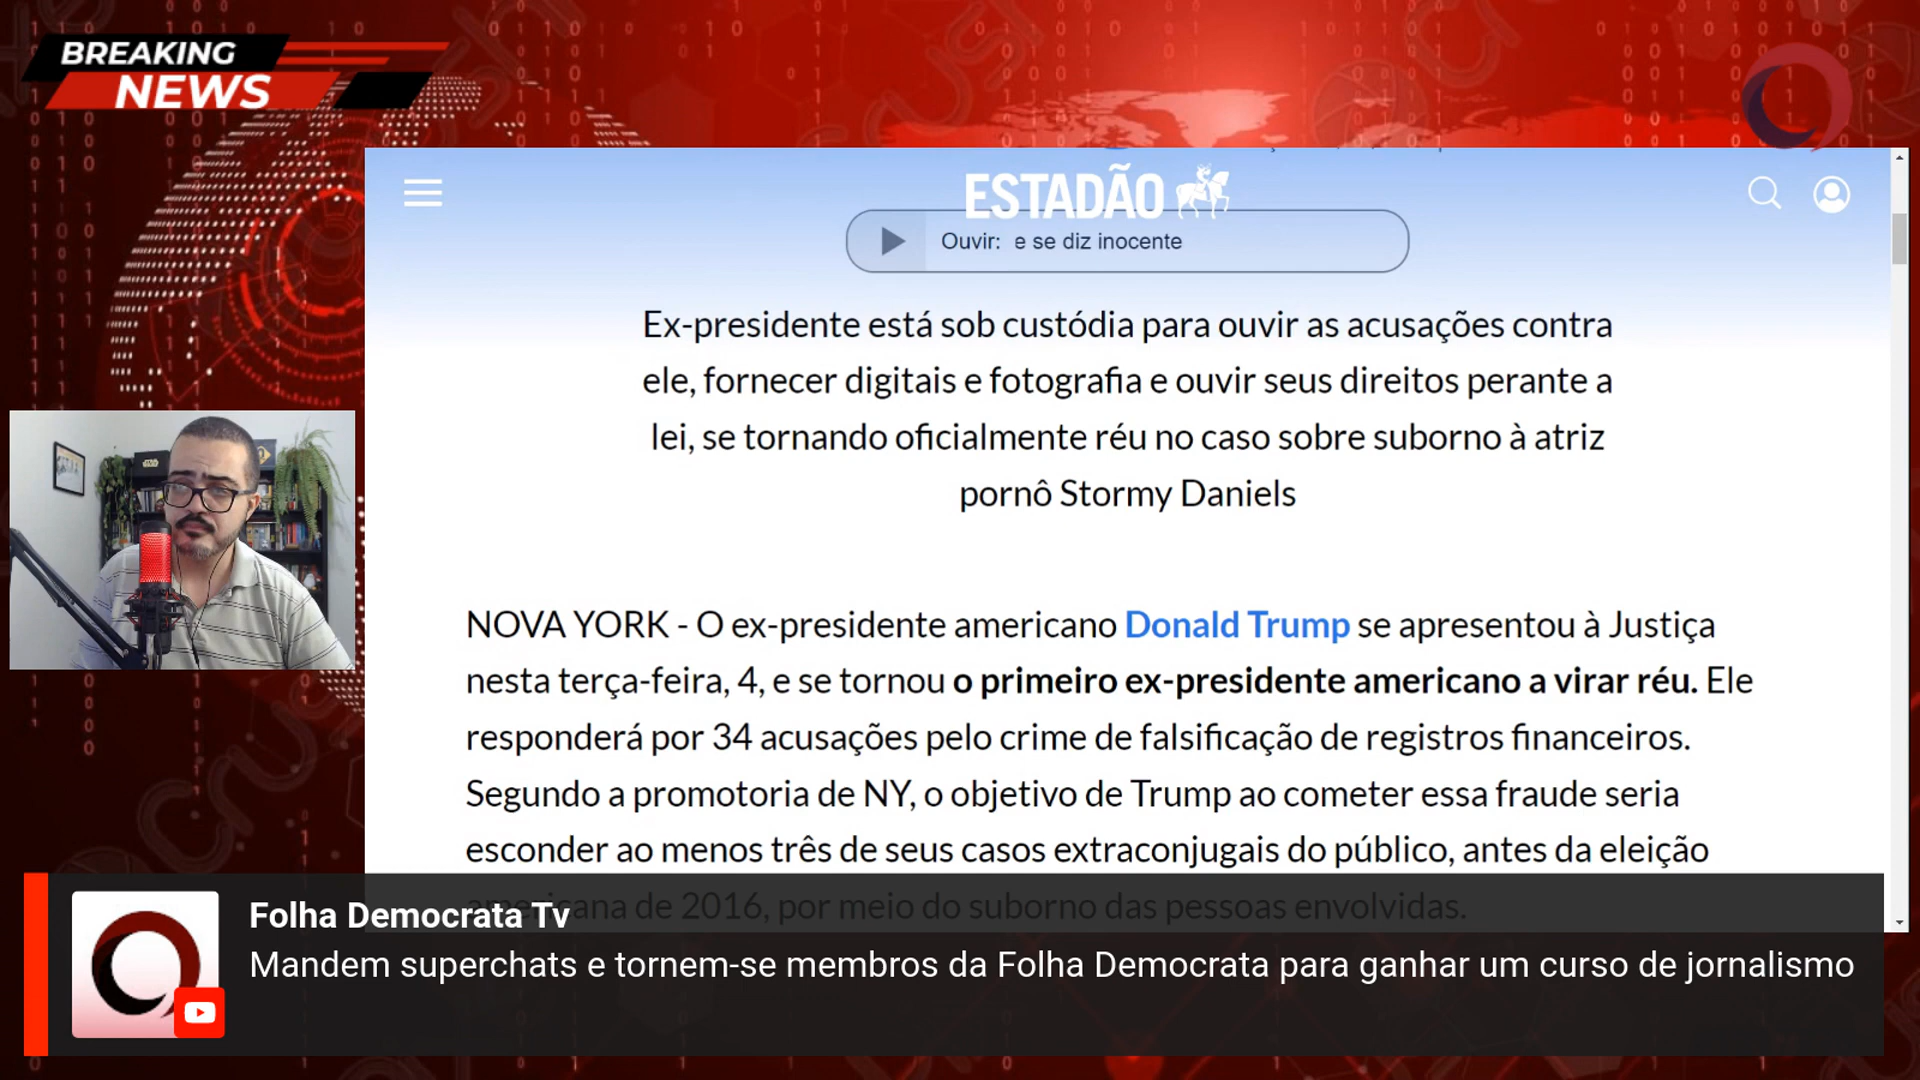 BREAKING
NEWS
ESTADÃO
Ouvir: e se diz inocente
Ex-presidente está sob custódia para ouvir as acusações contra
ele, fornecer digitais e fotografia e ouvir seus direitos perante a
lei, se tornando oficialmente réu no caso sobre suborno à atriz
pornô Stormy Daniels
NOVA YORK - O ex-presidente americano Donald Trump se apresentou à Justiça
nesta terça-feira, 4, e se tornou o primeiro ex-presidente americano a virar réu. Ele
responderá por 34 acusações pelo crime de falsificação de registros financeiros.
Segundo a promotoria de NY, o objetivo de Trump ao cometer essa fraude seria
esconder ao menos três de seus casos extraconjugais do público, antes da eleição
americana de 2016, por meio do suborno das pessoas envolvidas.
Folha Democrata Tv
Mandem superchats e tornem-se membros da Folha Democrata para ganhar um curso de jornalismo